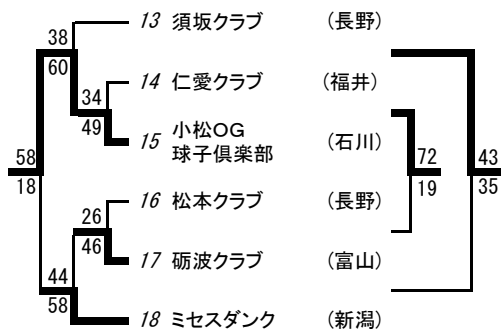 38 13 須坂クラブ (長野)
60
34 14 仁愛クラブ (福井)
49 15 小松OG
球子倶楽部 (石川)
58 72 43
18 19 35
26 16 松本クラブ (長野)
46 17 砺波クラブ (富山)
44
58 18 ミセスダンク (新潟)